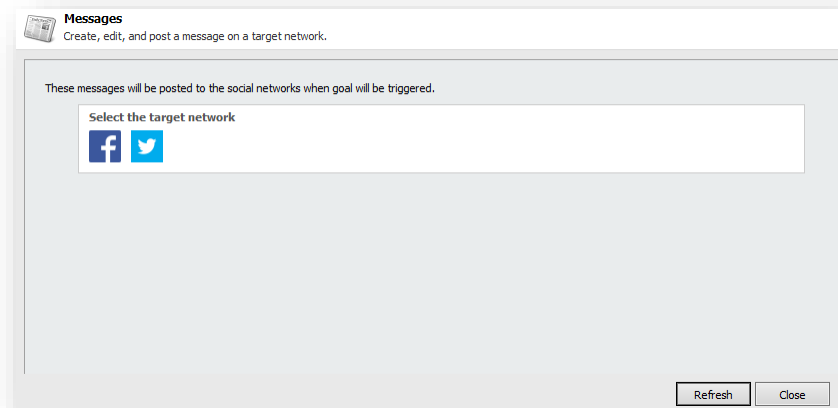 Messages
Create, edit, and post a message on a target network.
These messages will be posted to the social networks when goal will be triggered.
Select the target network
Refresh
Close